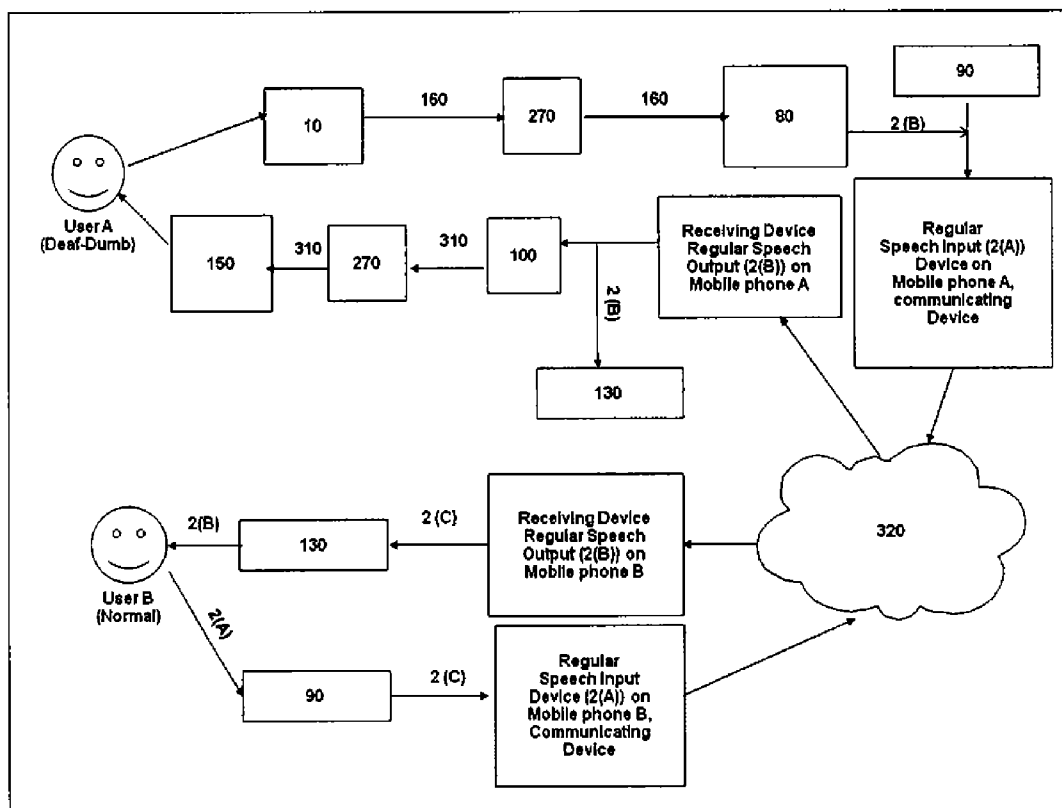 90
160
160
10
270
80
2 (B)
User A
(Deaf-Dumb)
150
310
270
310
100
2(B)
Receiving Device
Regular Speech
Output (2(B)) on
Mobile phone A
Regular
Speech Input (2(A))
Device on
Mobile phone A,
communicating
Device
130
320
2(B)
130
2 (C)
Receiving Device
Regular Speech
Output (2(B)) on
Mobile phone B
User B
(Normal)
2(A)
90
2 (C)
Regular
Speech Input
Device (2(A)) on
Mobile phone B,
Communicating
Device